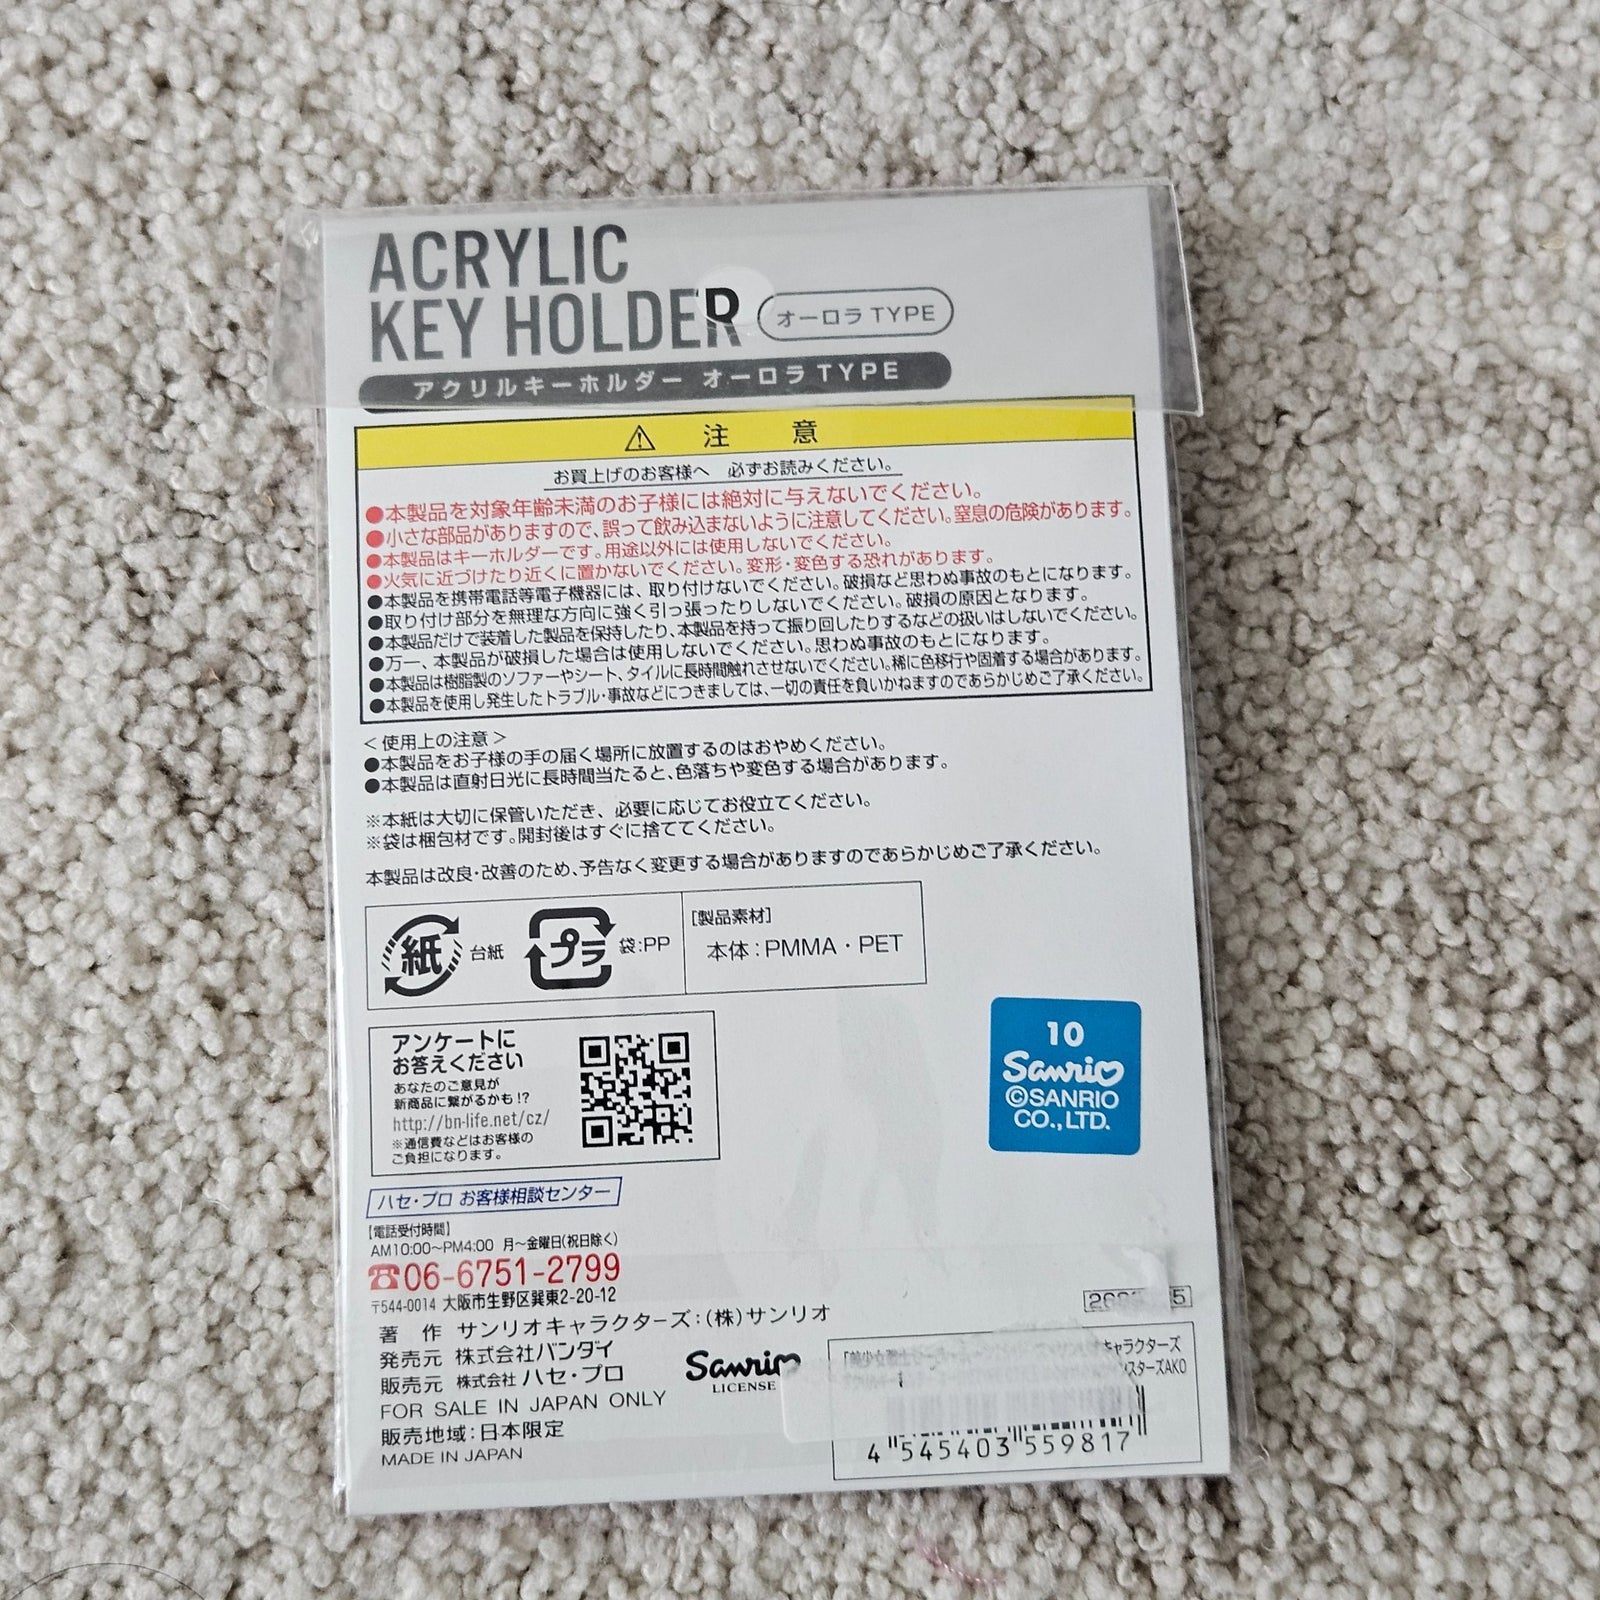 ACRYLIC
KEY HOLDER オーロラTYPE
アクリルキーホルダー オーロラTYPE
注意
お買上げのお客様へ 必ずお読みください。
●本製品を対象年齢未満のお子様には絶対に与えないでください。
●小さな部品がありますので、誤って飲み込まないように注意してください。窒息の危険があります。
●本製品はキーホルダーです。用途以外には使用しないでください。
●火気に近づけたり近くに置かないでください。変形・変色する恐れがあります。
●本製品を携帯電話等電子機器には、取り付けないでください。破損など思わぬ事故のもとになります。
●取り付け部分を無理な方向に強く引っ張ったりしないでください。破損の原因となります。
●本製品だけで装着した製品を保持したり、本製品を持って振り回したりするなどの扱いはしないでください。
●万一、本製品が破損した場合は使用しないでください。思わぬ事故のもとになります。
●本製品は樹脂製のソファーやシート、タイルに長時間触れさせないでください。稀に色移行や固着する場合があります。
●本製品を使用し発生したトラブル・事故などにつきましては、一切の責任を負いかねますのであらかじめご了承ください。
<使用上の注意>
●本製品をお子様の手の届く場所に放置するのはおやめください。
●本製品は直射日光に長時間当たると、色落ちや変色する場合があります。
※本紙は大切に保管いただき、必要に応じてお役立てください。
※袋は梱包材です。開封後はすぐに捨ててください。
本製品は改良・改善のため、予告なく変更する場合がありますのであらかじめご了承ください。
紙 台紙 プラ 袋:PP
[製品素材]
本体:PMMA・PET
アンケートに
お答えください
あなたのご意見が
新商品に繋がるかも!?
http://bn-life.net/cz/
※通信費などはお客様の
ご負担になります。
10
Sanrio
©SANRIO
CO.,LTD.
ハセ・プロ お客様相談センター
【電話受付時間】
AM10:00〜PM4:00 月〜金曜日(祝日除く)
☎06-6751-2799
〒544-0014 大阪市生野区巽東2-20-12
著 作 サンリオキャラクターズ:(株)サンリオ
発売元 株式会社バンダイ
販売元 株式会社ハセ・プロ
FOR SALE IN JAPAN ONLY
販売地域:日本限定
MADE IN JAPAN
Sanrio
LICENSE
キャラクターズ
AKO
4 545403 559817